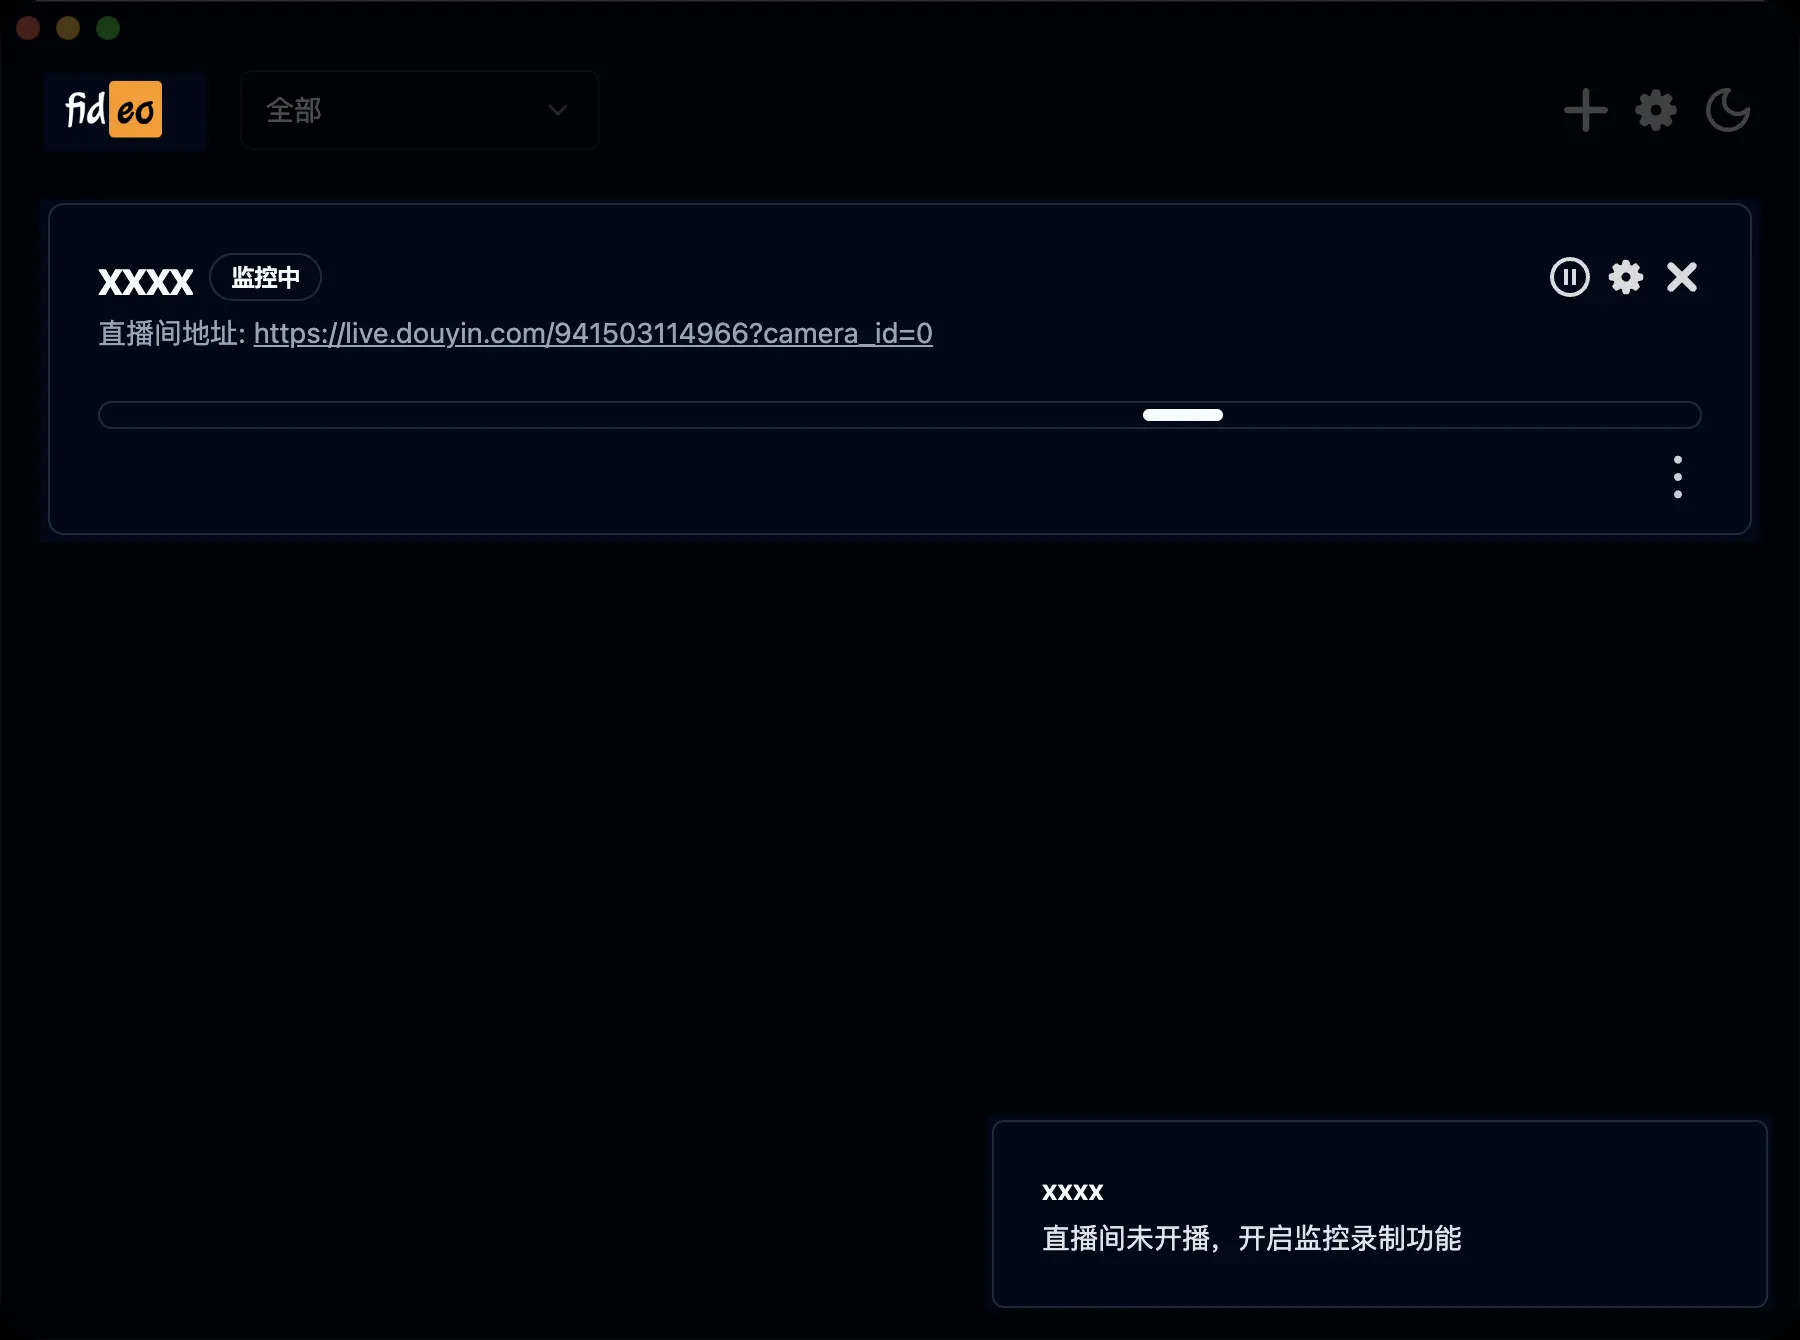 fideo
全部
xxxx 监控中
直播间地址: https://live.douyin.com/941503114966?camera_id=0
xxxx
直播间未开播，开启监控录制功能